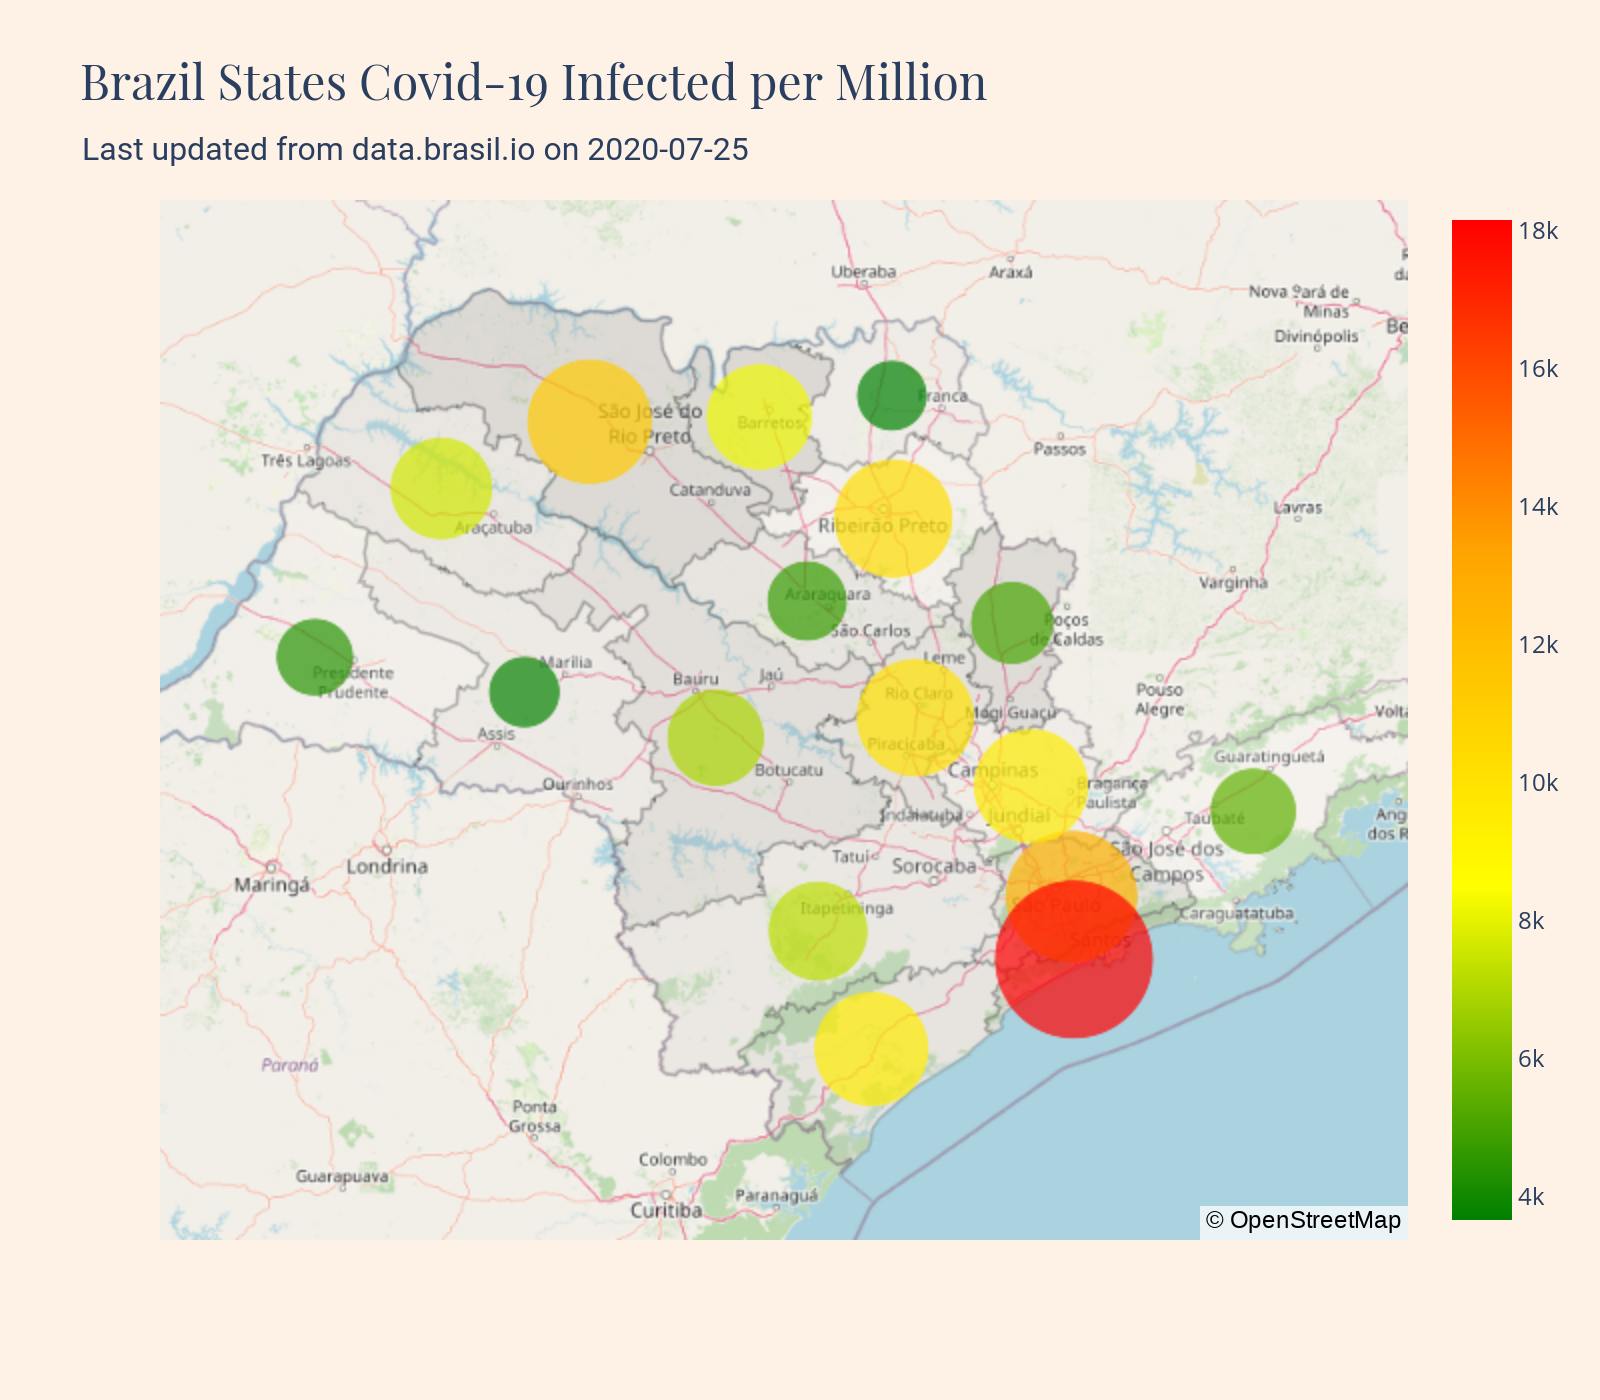 Brazil States Covid-19 Infected per Million
Last updated from data.brasil.io on 2020-07-25
Uberaba
Araxá
Nova
Pará de
Minas
Divinópolis
Be
São José do
Rio Preto
Barretos
Franca
Passos
Três Lagoas
Catanduva
Araçatuba
Ribeirão Preto
Lavras
Varginha
Araraquara
São Carlos
Poços
de Caldas
Leme
Marília
Presidente
Prudente
Bauru
Jaú
Rio Claro
Mogi Guaçu
Pouso
Alegre
Volta
Assis
Piracicaba
Guaratinguetá
Botucatu
Campinas
Ourinhos
Bragança
Paulista
Indaiatuba
Jundiaí
Taubaté
Ang
dos R
Londrina
Maringá
Tatuí
Sorocaba
São José dos
Campos
Itapetininga
São Paulo
Caraguatatuba
Santos
Paraná
Ponta
Grossa
Colombo
Guarapuava
Paranaguá
Curitiba
© OpenStreetMap
18k
16k
14k
12k
10k
8k
6k
4k